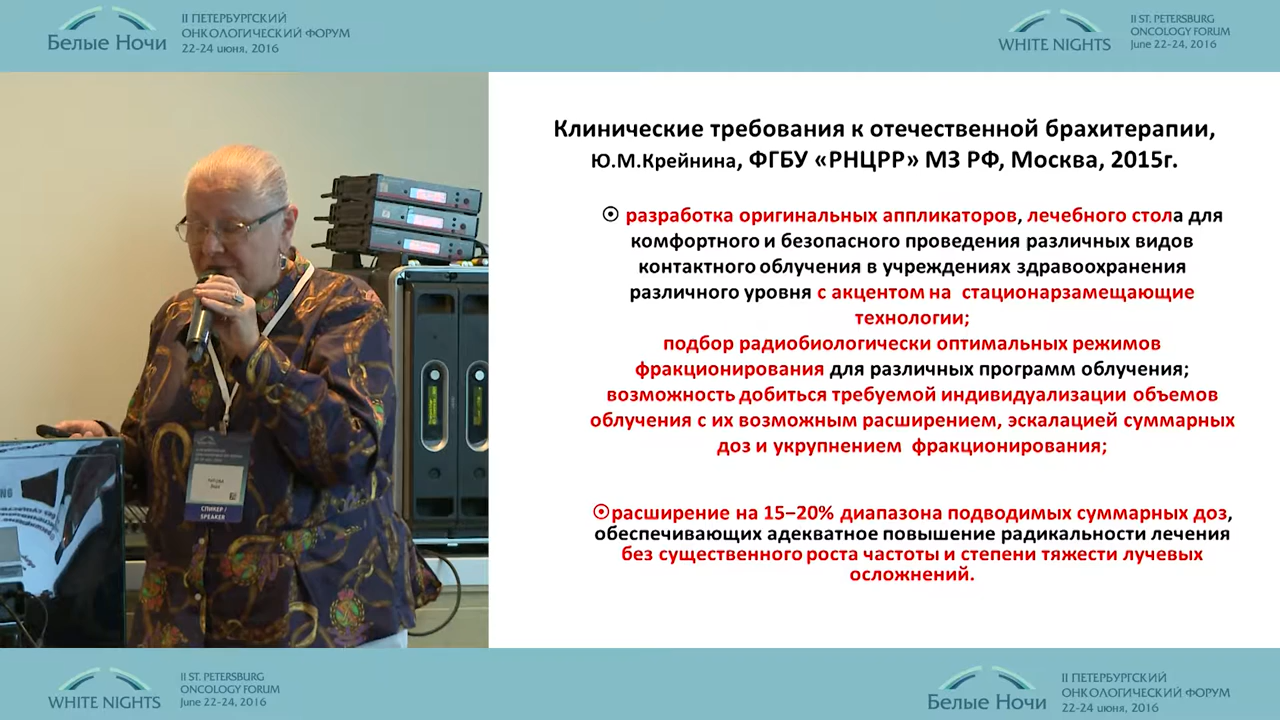 Белые Ночи
II ПЕТЕРБУРГСКИЙ
ОНКОЛОГИЧЕСКИЙ ФОРУМ
22-24 июня, 2016
WHITE NIGHTS
II ST. PETERSBURG
ONCOLOGY FORUM
June 22-24, 2016
Клинические требования к отечественной брахитерапии,
Ю.М.Крейнина, ФГБУ «РНЦРР» МЗ РФ, Москва, 2015г.
разработка оригинальных аппликаторов, лечебного стола для
комфортного и безопасного проведения различных видов
контактного облучения в учреждениях здравоохранения
различного уровня с акцентом на стационарзамещающие
технологии;
подбор радиобиологически оптимальных режимов
фракционирования для различных программ облучения;
возможность добиться требуемой индивидуализации объемов
облучения с их возможным расширением, эскалацией суммарных
доз и укрупнением фракционирования;
расширение на 15–20% диапазона подводимых суммарных доз,
обеспечивающих адекватное повышение радикальности лечения
без существенного роста частоты и степени тяжести лучевых
осложнений.
СПИКЕР /
SPEAKER
WHITE NIGHTS
II ST. PETERSBURG
ONCOLOGY FORUM
June 22-24, 2016
Белые Ночи
II ПЕТЕРБУРГСКИЙ
ОНКОЛОГИЧЕСКИЙ ФОРУМ
22-24 июня, 2016